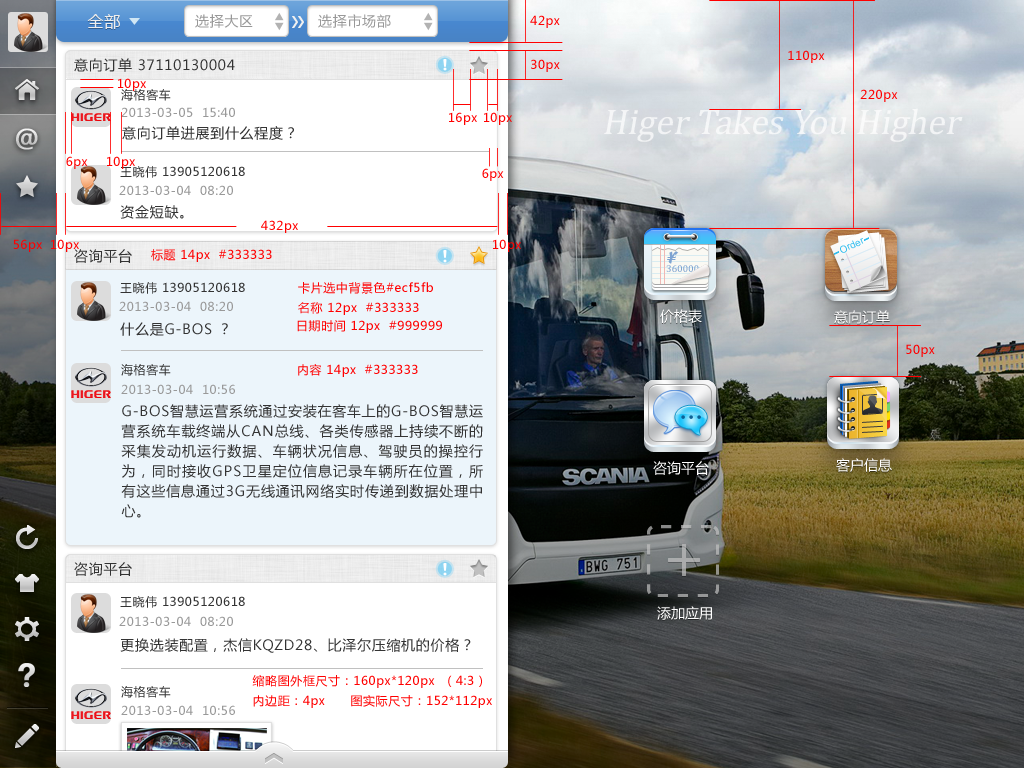 全部
选择大区
选择市场部
42px
30px
110px
220px
意向订单 37110130004
10px
海格客车
2013-03-05 15:40
HIGER
意向订单进展到什么程度？
16px
10px
6px
10px
6px
王晓伟 13905120618
2013-03-04 08:20
资金短缺。
432px
56px
10px
10px
咨询平台
标题 14px #333333
王晓伟 13905120618
2013-03-04 08:20
什么是G-BOS ？
卡片选中背景色#ecf5fb
名称 12px #333333
日期时间 12px #999999
海格客车
内容 14px #333333
HIGER
2013-03-04 10:56
G-BOS智慧运营系统通过安装在客车上的G-BOS智慧运
营系统车载终端从CAN总线、各类传感器上持续不断的
采集发动机运行数据、车辆状况信息、驾驶员的操控行
为，同时接收GPS卫星定位信息记录车辆所在位置，所
有这些信息通过3G无线通讯网络实时传递到数据处理中
心。
咨询平台
王晓伟 13905120618
2013-03-04 08:20
更换选装配置，杰信KQZD28、比泽尔压缩机的价格？
缩略图外框尺寸：160px*120px （ 4:3 ）
海格客车
内边距：4px 图实际尺寸：152*112px
HIGER
2013-03-04 10:56
Higer Takes You Higher
¥
360000
价格表
Order
意向订单
50px
咨询平台
客户信息
SCANIA
BWG 751
添加应用